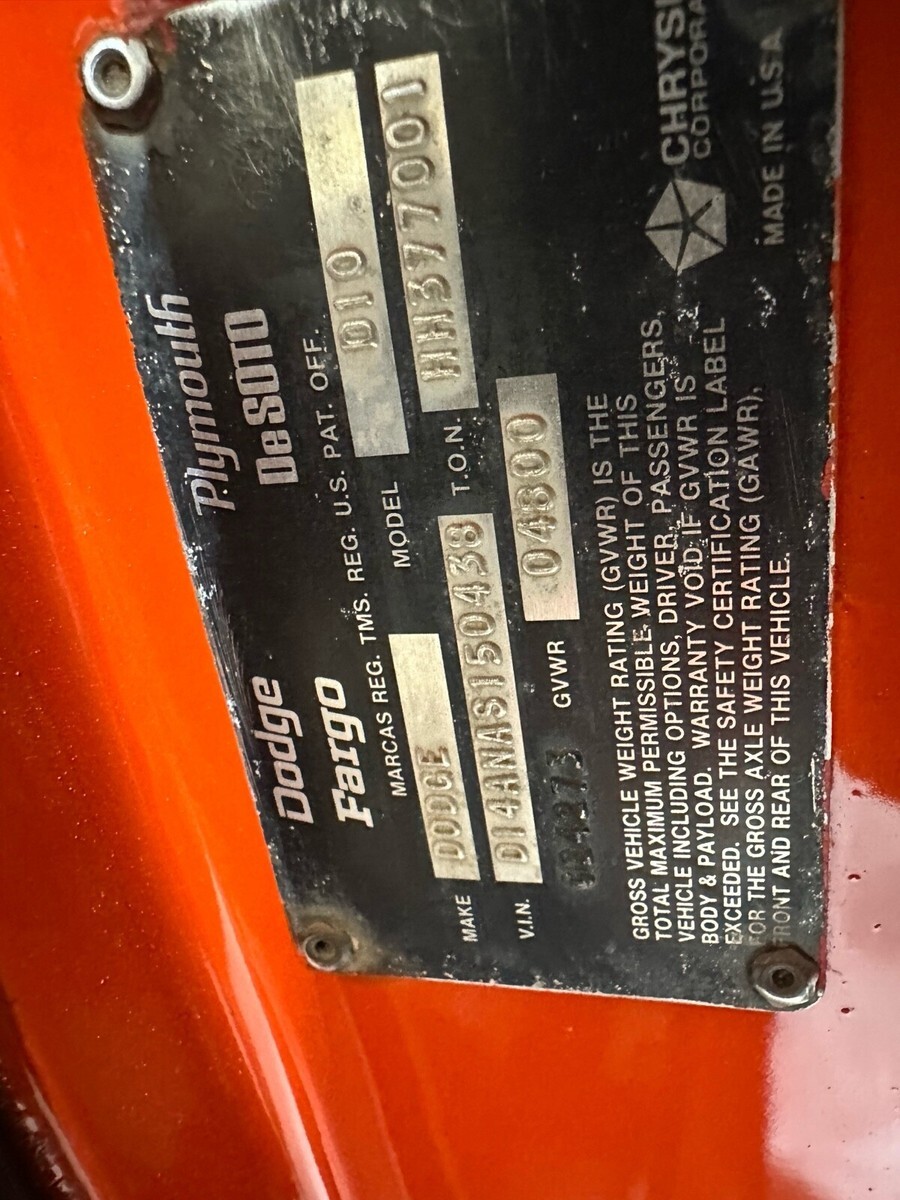 Dodge Plymouth
Fargo DeSOTO
MARCAS REG. TMS. REG. U.S. PAT. OFF.
MAKE DODGE MODEL D10
V.I.N. D14ANAS150438 T.O.N. HH377001
GVWR 04800
GROSS VEHICLE WEIGHT RATING (GVWR) IS THE
TOTAL MAXIMUM PERMISSIBLE WEIGHT OF THIS
VEHICLE INCLUDING OPTIONS, DRIVER, PASSENGERS,
BODY & PAYLOAD. WARRANTY VOID IF GVWR IS
EXCEEDED. SEE THE SAFETY CERTIFICATION LABEL
FOR THE GROSS AXLE WEIGHT RATING (GAWR),
FRONT AND REAR OF THIS VEHICLE.
CHRYSL
CORPORA
MADE IN U.S.A